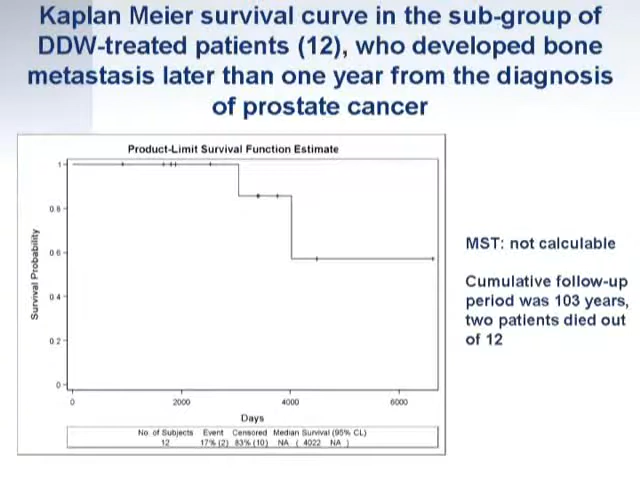 Kaplan Meier survival curve in the sub-group of
DDW-treated patients (12), who developed bone
metastasis later than one year from the diagnosis
of prostate cancer
Product-Limit Survival Function Estimate
1
0.8
0.6
0.4
0.2
0
Survival Probability
0
2000
4000
6000
Days
No. of Subjects Event Censored Median Survival (95% CL)
12 17% (2) 83% (10) NA ( 4022 NA )
MST: not calculable
Cumulative follow-up
period was 103 years,
two patients died out
of 12